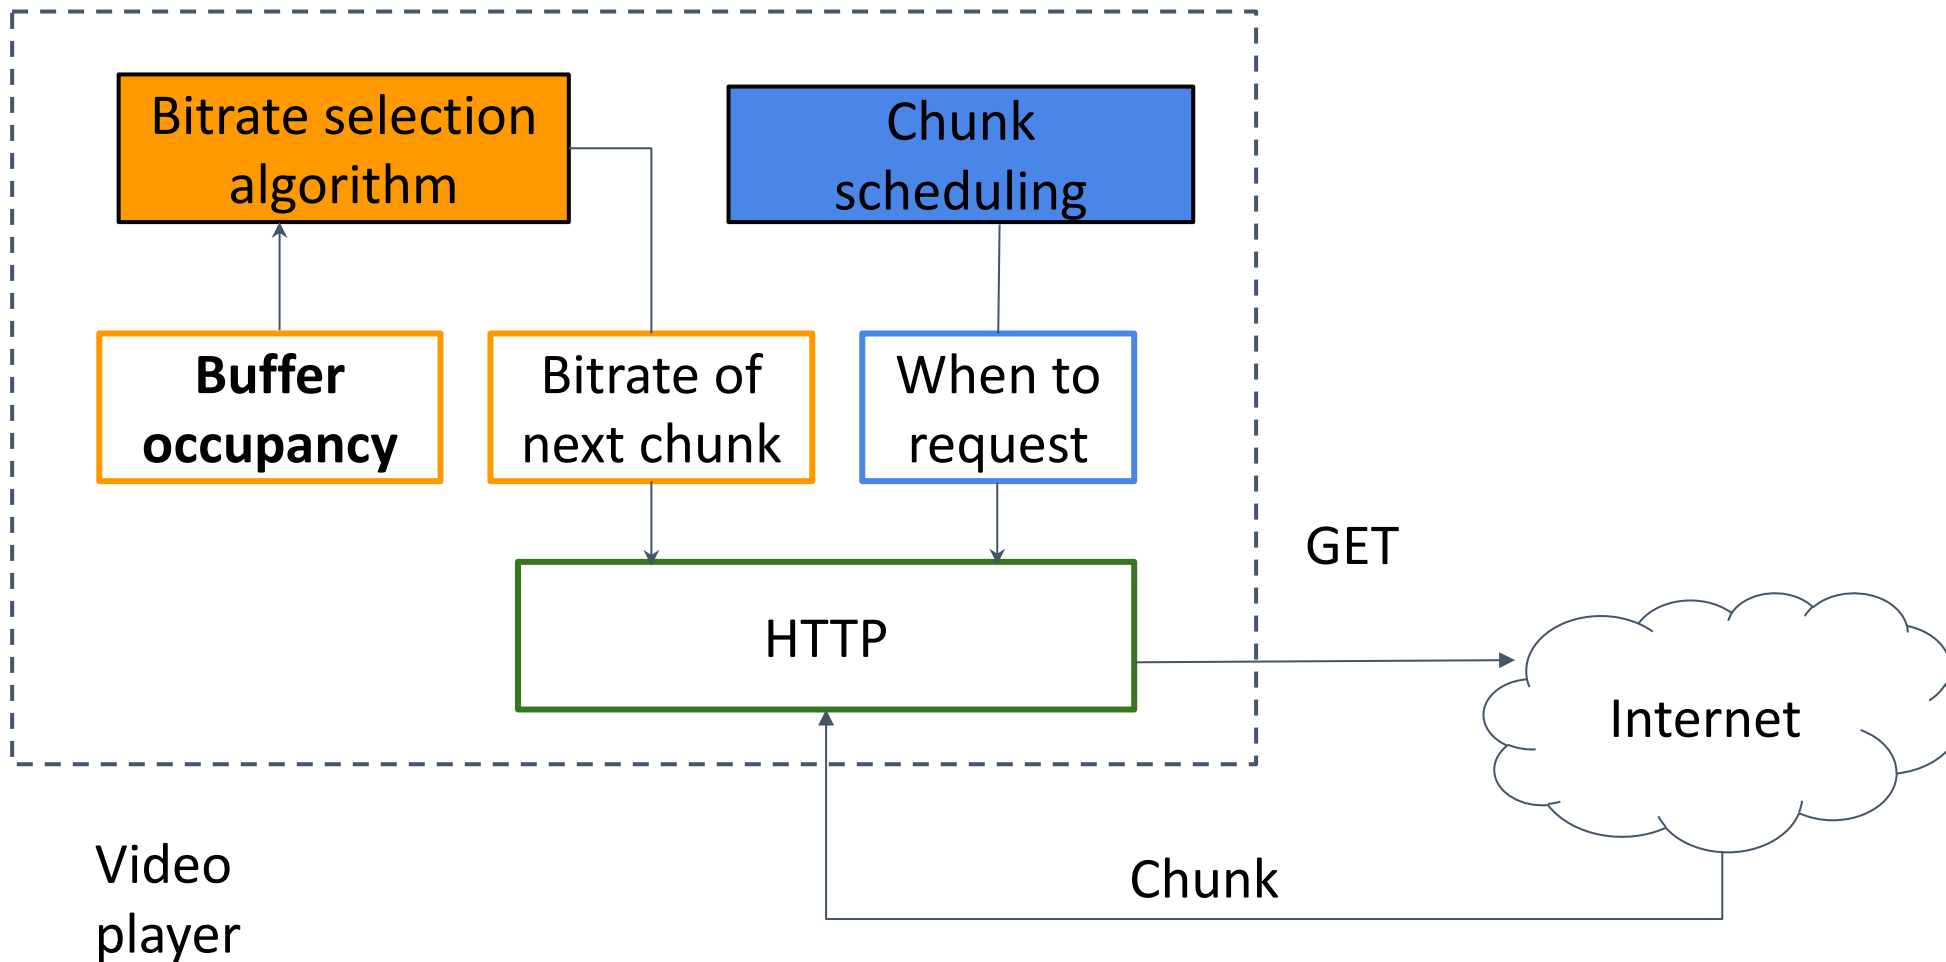 Bitrate selection
algorithm
Chunk
scheduling
Buffer
occupancy
Bitrate of
next chunk
When to
request
GET
HTTP
Internet
Chunk
Video
player